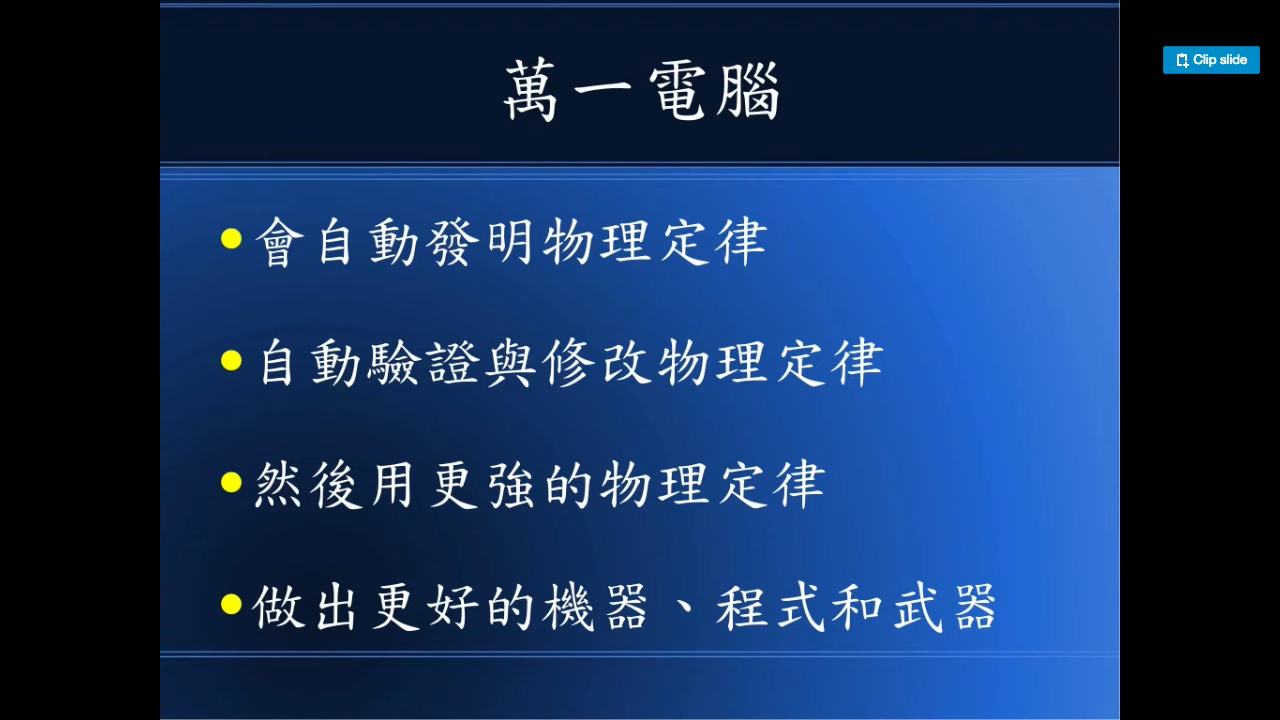 萬一電腦
Clip slide
會自動發明物理定律
自動驗證與修改物理定律
然後用更強的物理定律
做出更好的機器、程式和武器